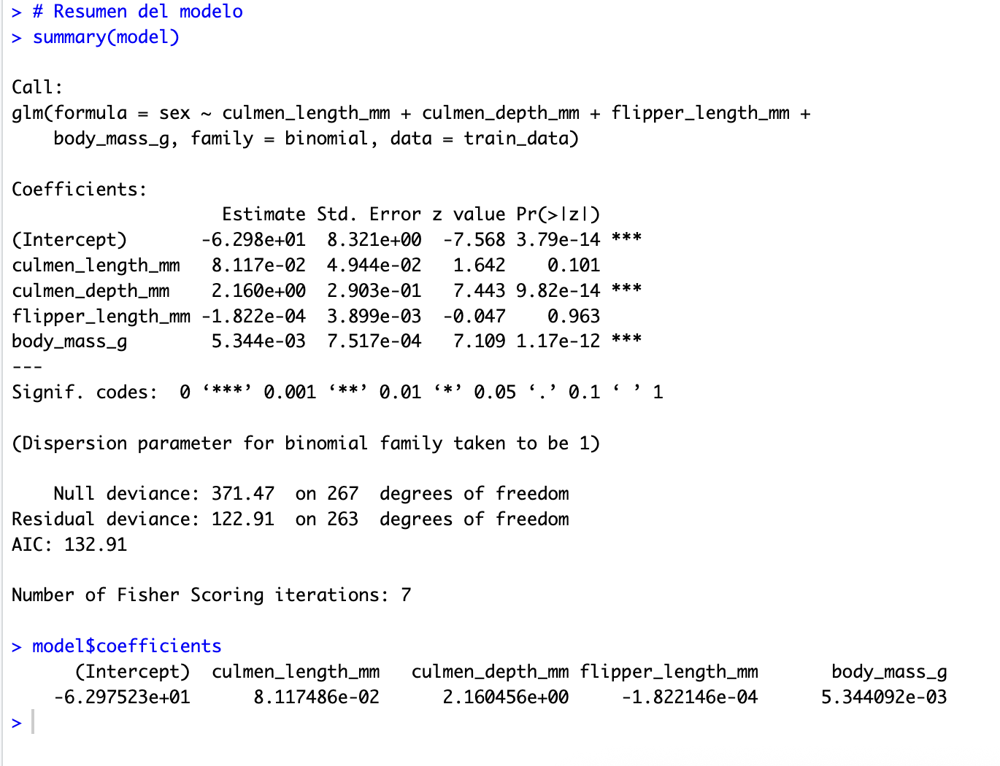 > # Resumen del modelo
> summary(model)
Call:
glm(formula = sex ~ culmen_length_mm + culmen_depth_mm + flipper_length_mm +
    body_mass_g, family = binomial, data = train_data)
Coefficients:
                    Estimate Std. Error z value Pr(>|z|)
(Intercept)       -6.298e+01  8.321e+00  -7.568 3.79e-14 ***
culmen_length_mm   8.117e-02  4.944e-02   1.642    0.101
culmen_depth_mm    2.160e+00  2.903e-01   7.443 9.82e-14 ***
flipper_length_mm -1.822e-04  3.899e-03  -0.047    0.963
body_mass_g        5.344e-03  7.517e-04   7.109 1.17e-12 ***
---
Signif. codes:  0 ‘***’ 0.001 ‘**’ 0.01 ‘*’ 0.05 ‘.’ 0.1 ‘ ’ 1
(Dispersion parameter for binomial family taken to be 1)
    Null deviance: 371.47  on 267  degrees of freedom
Residual deviance: 122.91  on 263  degrees of freedom
AIC: 132.91
Number of Fisher Scoring iterations: 7
> model$coefficients
      (Intercept)  culmen_length_mm   culmen_depth_mm flipper_length_mm       body_mass_g
    -6.297523e+01      8.117486e-02      2.160456e+00     -1.822146e-04      5.344092e-03
>